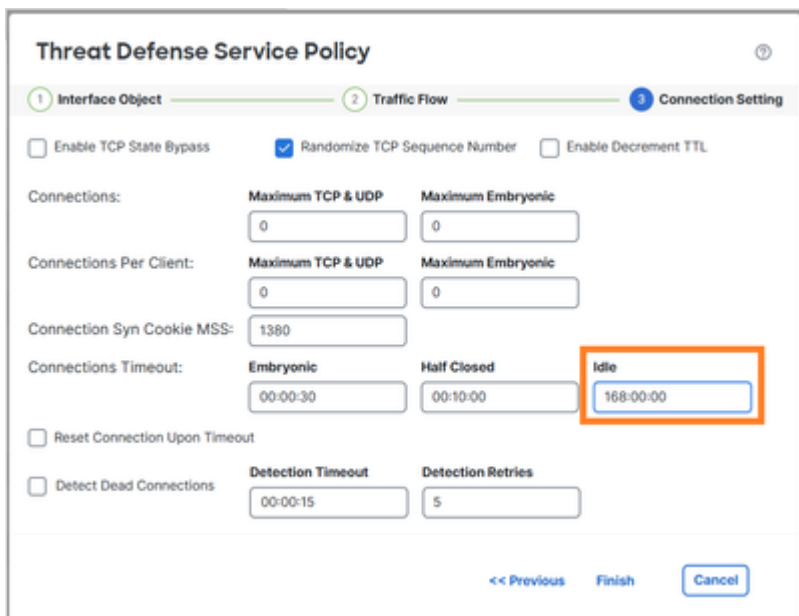 Threat Defense Service Policy
1 Interface Object 2 Traffic Flow 3 Connection Setting
Enable TCP State Bypass Randomize TCP Sequence Number Enable Decrement TTL
Connections: Maximum TCP & UDP Maximum Embryonic
0 0
Connections Per Client: Maximum TCP & UDP Maximum Embryonic
0 0
Connection Syn Cookie MSS: 1380
Connections Timeout: Embryonic Half Closed Idle
00:00:30 00:10:00 168:00:00
Reset Connection Upon Timeout
Detect Dead Connections Detection Timeout Detection Retries
00:00:15 5
<< Previous Finish Cancel